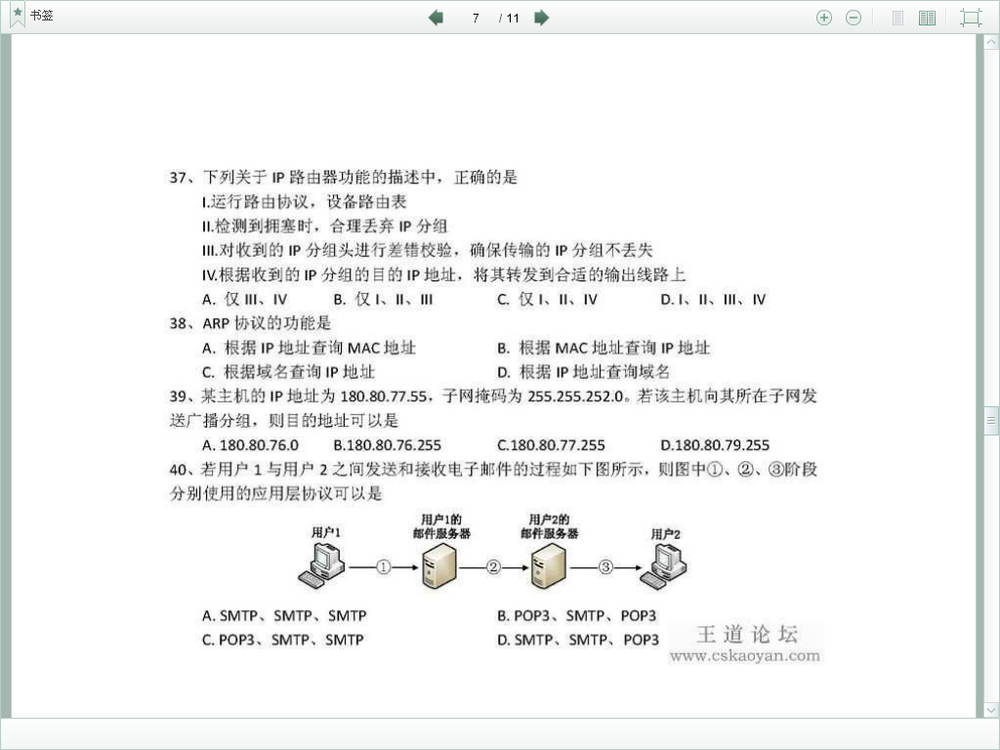 书签
7 / 11
37、下列关于 IP 路由器功能的描述中，正确的是
I.运行路由协议，设备路由表
II.检测到拥塞时，合理丢弃 IP 分组
III.对收到的 IP 分组头进行差错校验，确保传输的 IP 分组不丢失
IV.根据收到的 IP 分组的目的 IP 地址，将其转发到合适的输出线路上
A. 仅 III、IV B. 仅 I、II、III C. 仅 I、II、IV D. I、II、III、IV
38、ARP 协议的功能是
A. 根据 IP 地址查询 MAC 地址 B. 根据 MAC 地址查询 IP 地址
C. 根据域名查询 IP 地址 D. 根据 IP 地址查询域名
39、某主机的 IP 地址为 180.80.77.55，子网掩码为 255.255.252.0。若该主机向其所在子网发
送广播分组，则目的地址可以是
A. 180.80.76.0 B.180.80.76.255 C.180.80.77.255 D.180.80.79.255
40、若用户 1 与用户 2 之间发送和接收电子邮件的过程如下图所示，则图中①、②、③阶段
分别使用的应用层协议可以是
用户1 用户1的 用户2的 用户2
邮件服务器 邮件服务器
① ② ③
A. SMTP、SMTP、SMTP B. POP3、SMTP、POP3
C. POP3、SMTP、SMTP D. SMTP、SMTP、POP3
王道论坛
www.cskaoyan.com